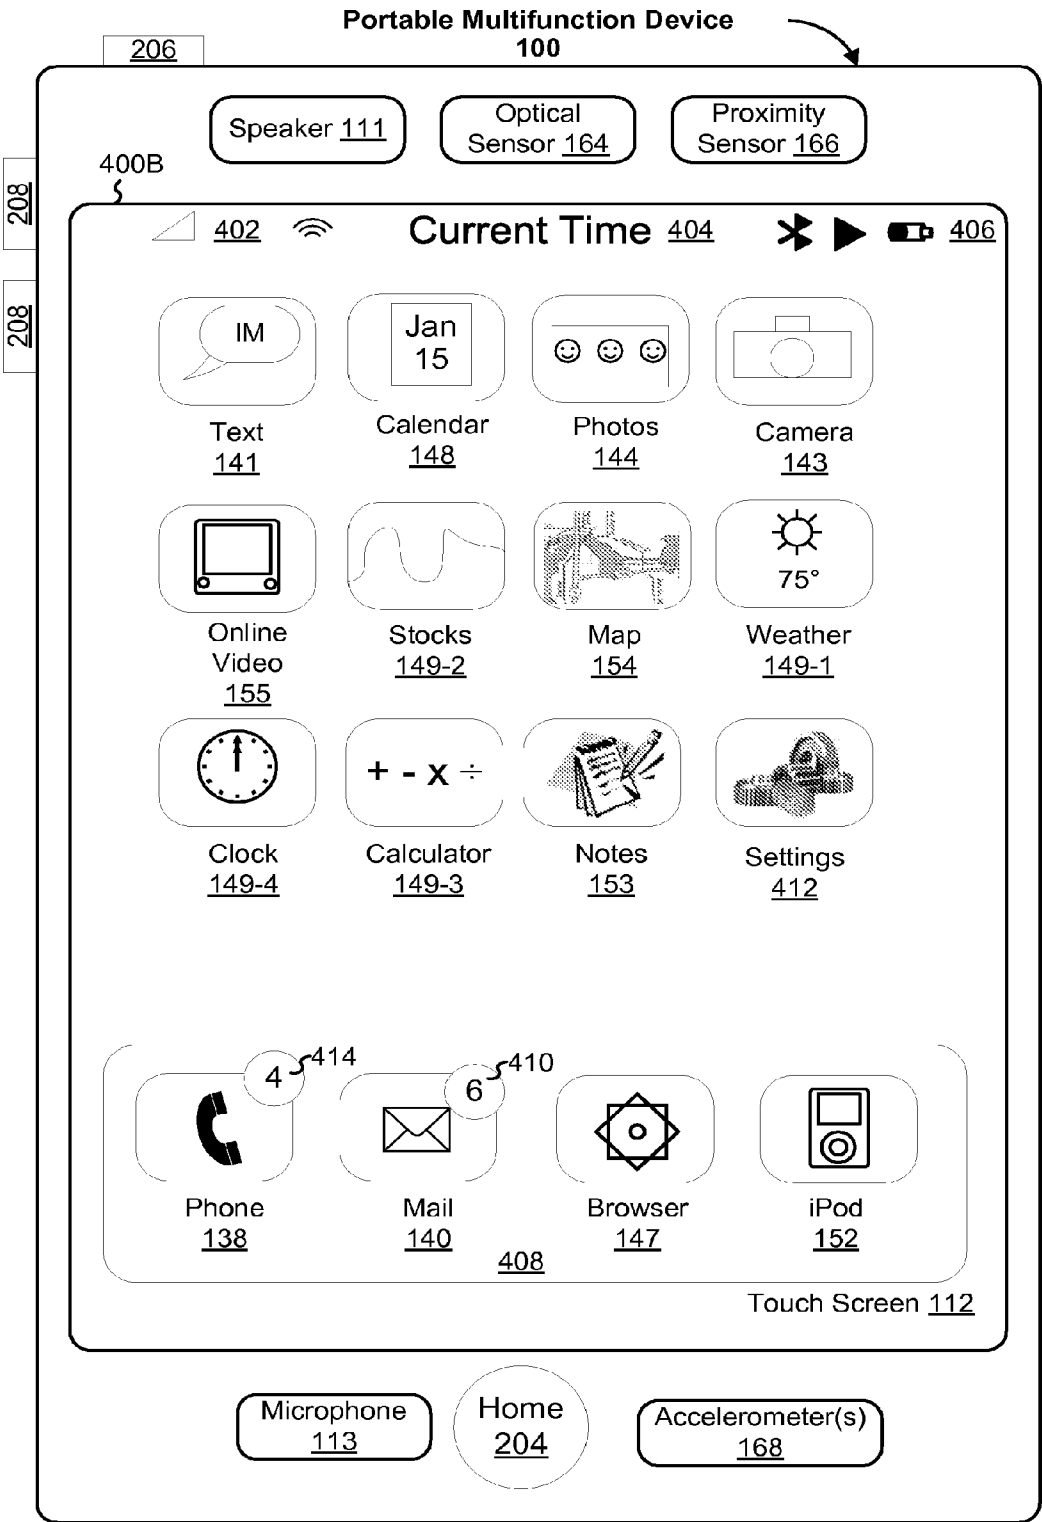 Portable Multifunction Device
100
206
Speaker 111
Optical
Sensor 164
Proximity
Sensor 166
400B
208
208
402
Current Time 404
406
IM
Jan
15
Text
141
Calendar
148
Photos
144
Camera
143
75°
Online
Video
155
Stocks
149-2
Map
154
Weather
149-1
+ - x ÷
Clock
149-4
Calculator
149-3
Notes
153
Settings
412
4
414
6
410
Phone
138
Mail
140
Browser
147
iPod
152
408
Touch Screen 112
Microphone
113
Home
204
Accelerometer(s)
168